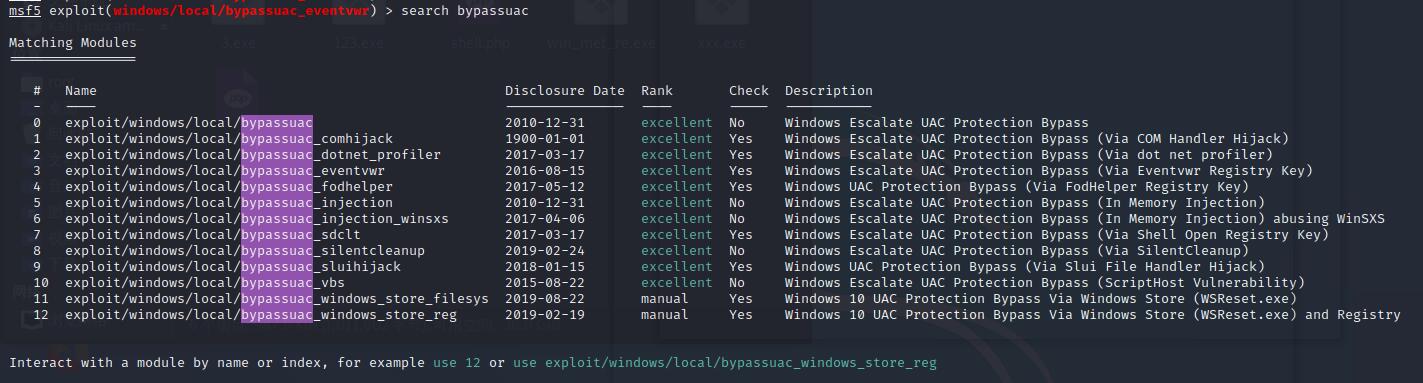 msf5 exploit(windows/local/bypassuac_eventvwr) > search bypassuac
Matching Modules
================
# Name Disclosure Date Rank Check Description
- ---- --------------- ---- ----- -----------
0 exploit/windows/local/bypassuac 2010-12-31 excellent No Windows Escalate UAC Protection Bypass
1 exploit/windows/local/bypassuac_comhijack 1900-01-01 excellent Yes Windows Escalate UAC Protection Bypass (Via COM Handler Hijack)
2 exploit/windows/local/bypassuac_dotnet_profiler 2017-03-17 excellent Yes Windows Escalate UAC Protection Bypass (Via dot net profiler)
3 exploit/windows/local/bypassuac_eventvwr 2016-08-15 excellent Yes Windows Escalate UAC Protection Bypass (Via Eventvwr Registry Key)
4 exploit/windows/local/bypassuac_fodhelper 2017-05-12 excellent Yes Windows UAC Protection Bypass (Via FodHelper Registry Key)
5 exploit/windows/local/bypassuac_injection 2010-12-31 excellent No Windows Escalate UAC Protection Bypass (In Memory Injection)
6 exploit/windows/local/bypassuac_injection_winsxs 2017-04-06 excellent No Windows Escalate UAC Protection Bypass (In Memory Injection) abusing WinSXS
7 exploit/windows/local/bypassuac_sdclt 2017-03-17 excellent Yes Windows Escalate UAC Protection Bypass (Via Shell Open Registry Key)
8 exploit/windows/local/bypassuac_silentcleanup 2019-02-24 excellent No Windows Escalate UAC Protection Bypass (Via SilentCleanup)
9 exploit/windows/local/bypassuac_sluihijack 2018-01-15 excellent Yes Windows UAC Protection Bypass (Via Slui File Handler Hijack)
10 exploit/windows/local/bypassuac_vbs 2015-08-22 excellent No Windows Escalate UAC Protection Bypass (ScriptHost Vulnerability)
11 exploit/windows/local/bypassuac_windows_store_filesys 2019-08-22 manual Yes Windows 10 UAC Protection Bypass Via Windows Store (WSReset.exe)
12 exploit/windows/local/bypassuac_windows_store_reg 2019-02-19 manual Yes Windows 10 UAC Protection Bypass Via Windows Store (WSReset.exe) and Registry
Interact with a module by name or index, for example use 12 or use exploit/windows/local/bypassuac_windows_store_reg
3.exe 123.exe shell.php win_met_re.exe xxx.exe